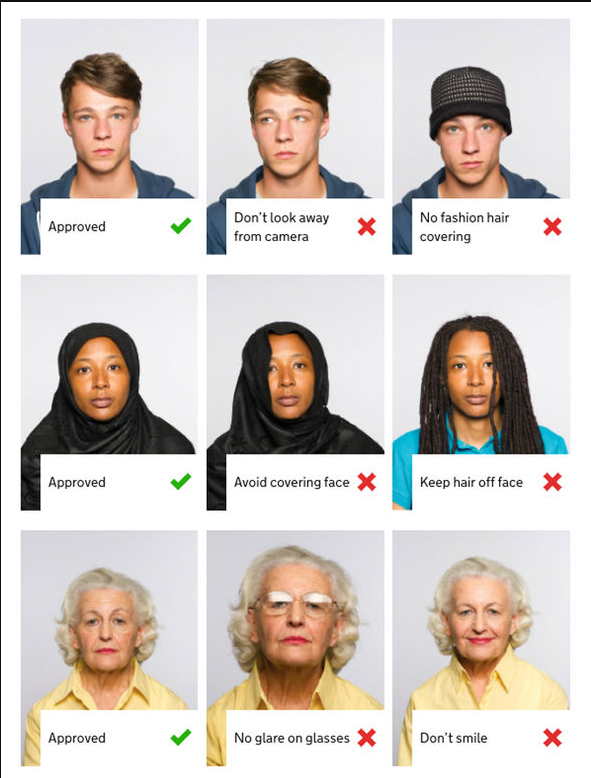 Approved
Don't look away
from camera
No fashion hair
covering
Approved
Avoid covering face
Keep hair off face
Approved
No glare on glasses
Don't smile